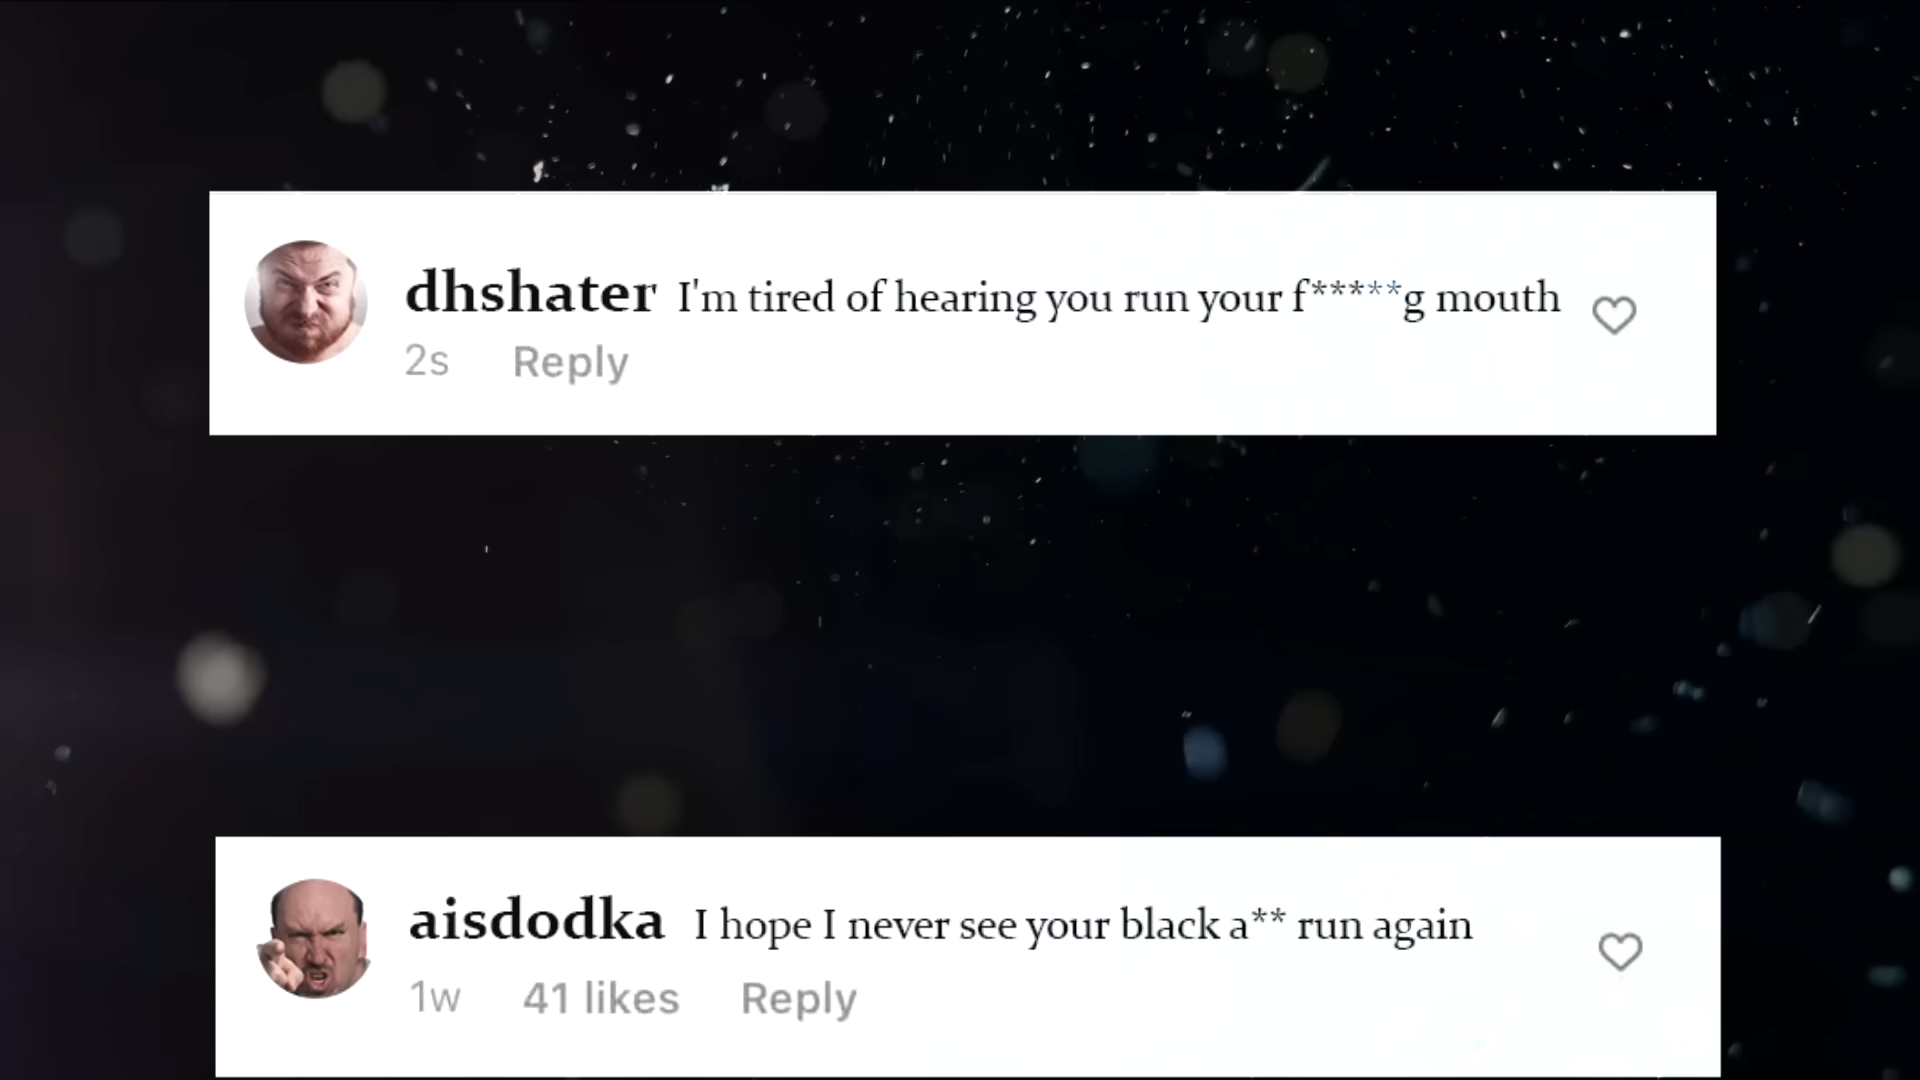 dhshater I'm tired of hearing you run your f*****g mouth
2s Reply
aisdodka I hope I never see your black a** run again
1w 41 likes Reply